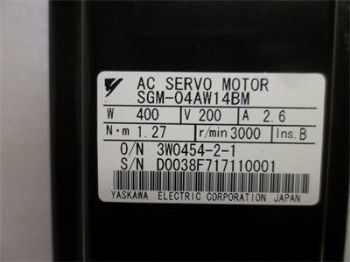 AC SERVO MOTOR
SGM-04AW14BM
W 400 V 200 A 2.6
N·m 1.27 r/min 3000 Ins.B
O/N 3W0454-2-1
S/N D0038F717110001
YASKAWA ELECTRIC CORPORATION JAPAN